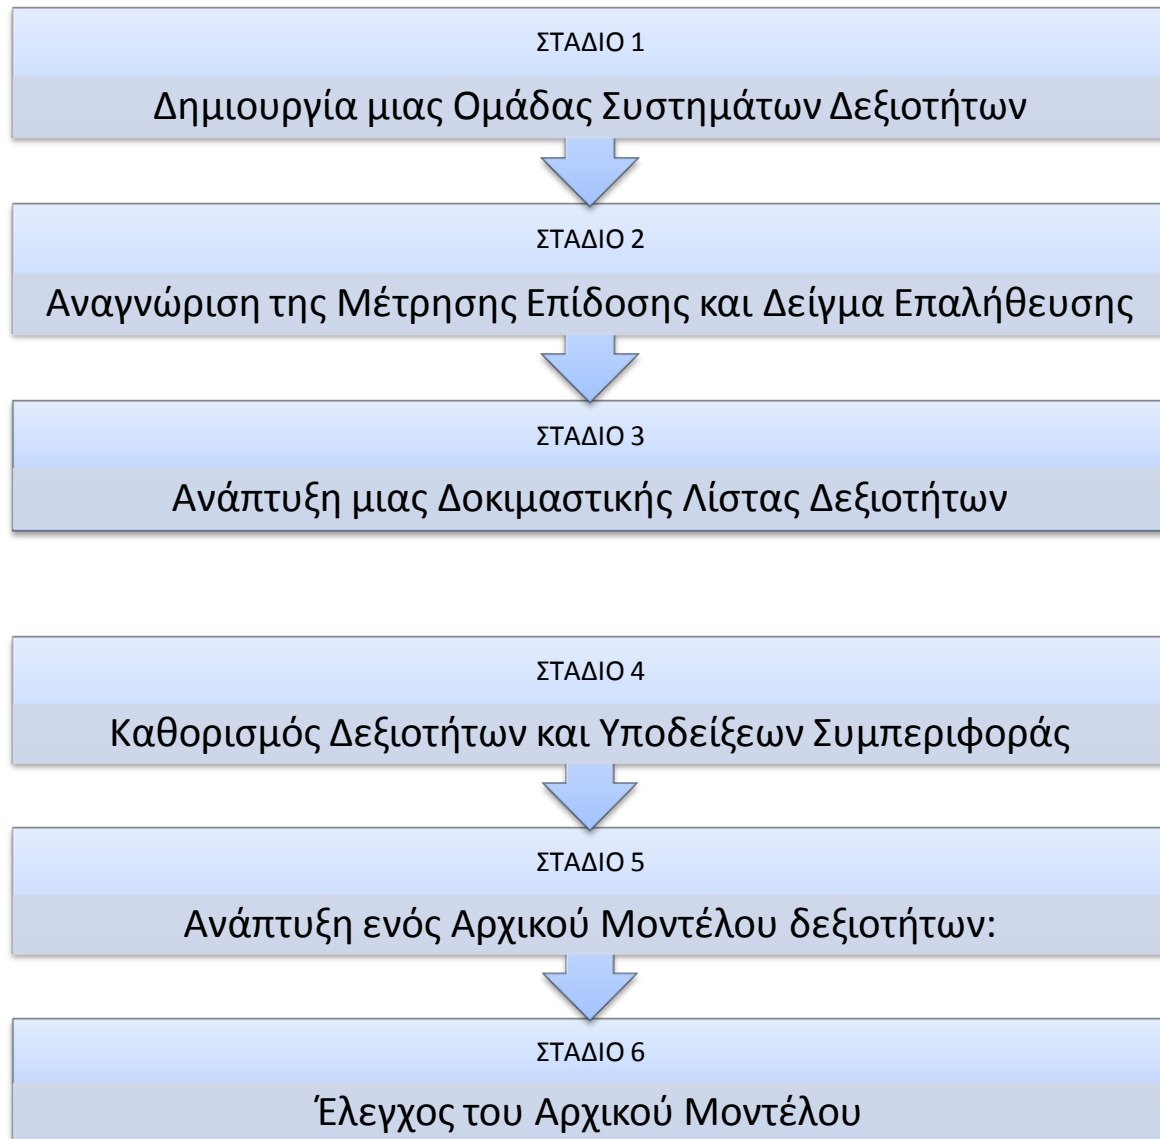 ΣΤΑΔΙΟ 1
Δημιουργία μιας Ομάδας Συστημάτων Δεξιοτήτων
ΣΤΑΔΙΟ 2
Αναγνώριση της Μέτρησης Επίδοσης και Δείγμα Επαλήθευσης
ΣΤΑΔΙΟ 3
Ανάπτυξη μιας Δοκιμαστικής Λίστας Δεξιοτήτων
ΣΤΑΔΙΟ 4
Καθορισμός Δεξιοτήτων και Υποδείξεων Συμπεριφοράς
ΣΤΑΔΙΟ 5
Ανάπτυξη ενός Αρχικού Μοντέλου δεξιοτήτων:
ΣΤΑΔΙΟ 6
Έλεγχος του Αρχικού Μοντέλου